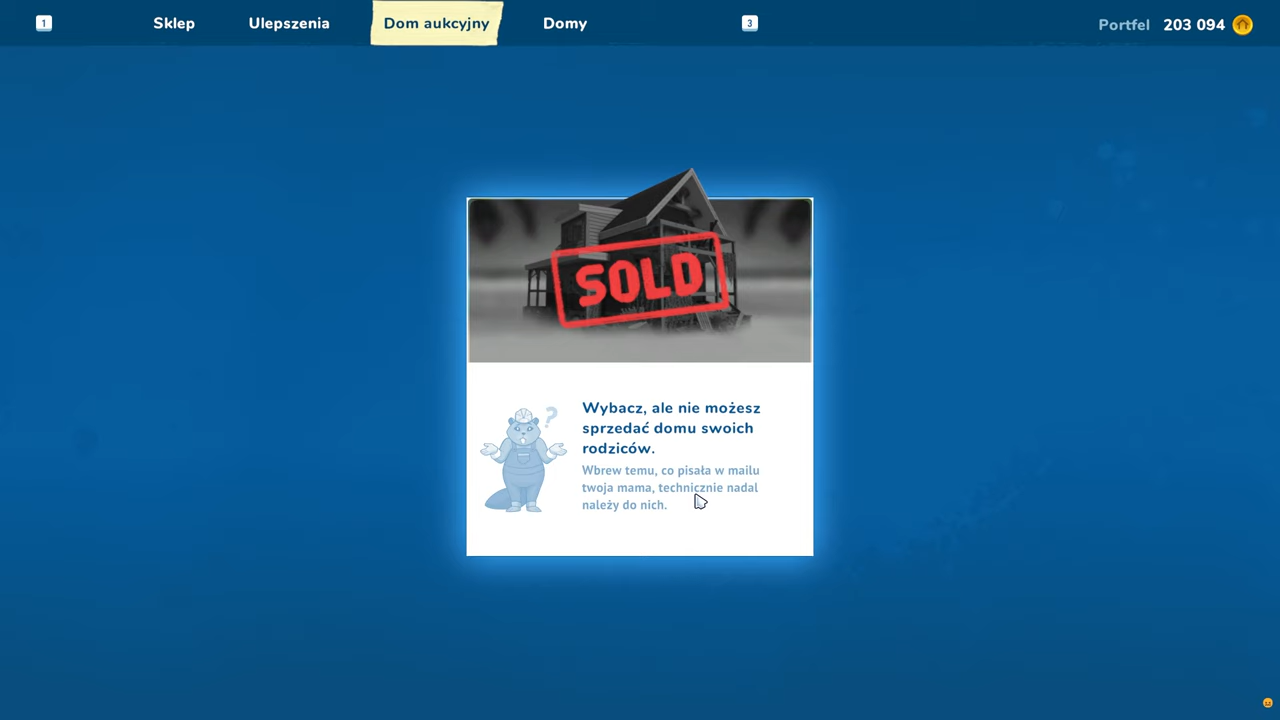 1
Sklep
Ulepszenia
Dom aukcyjny
Domy
3
Portfel 203 094
SOLD
?
Wybacz, ale nie możesz
sprzedać domu swoich
rodziców.
Wbrew temu, co pisała w mailu
twoja mama, technicznie nadal
należy do nich.